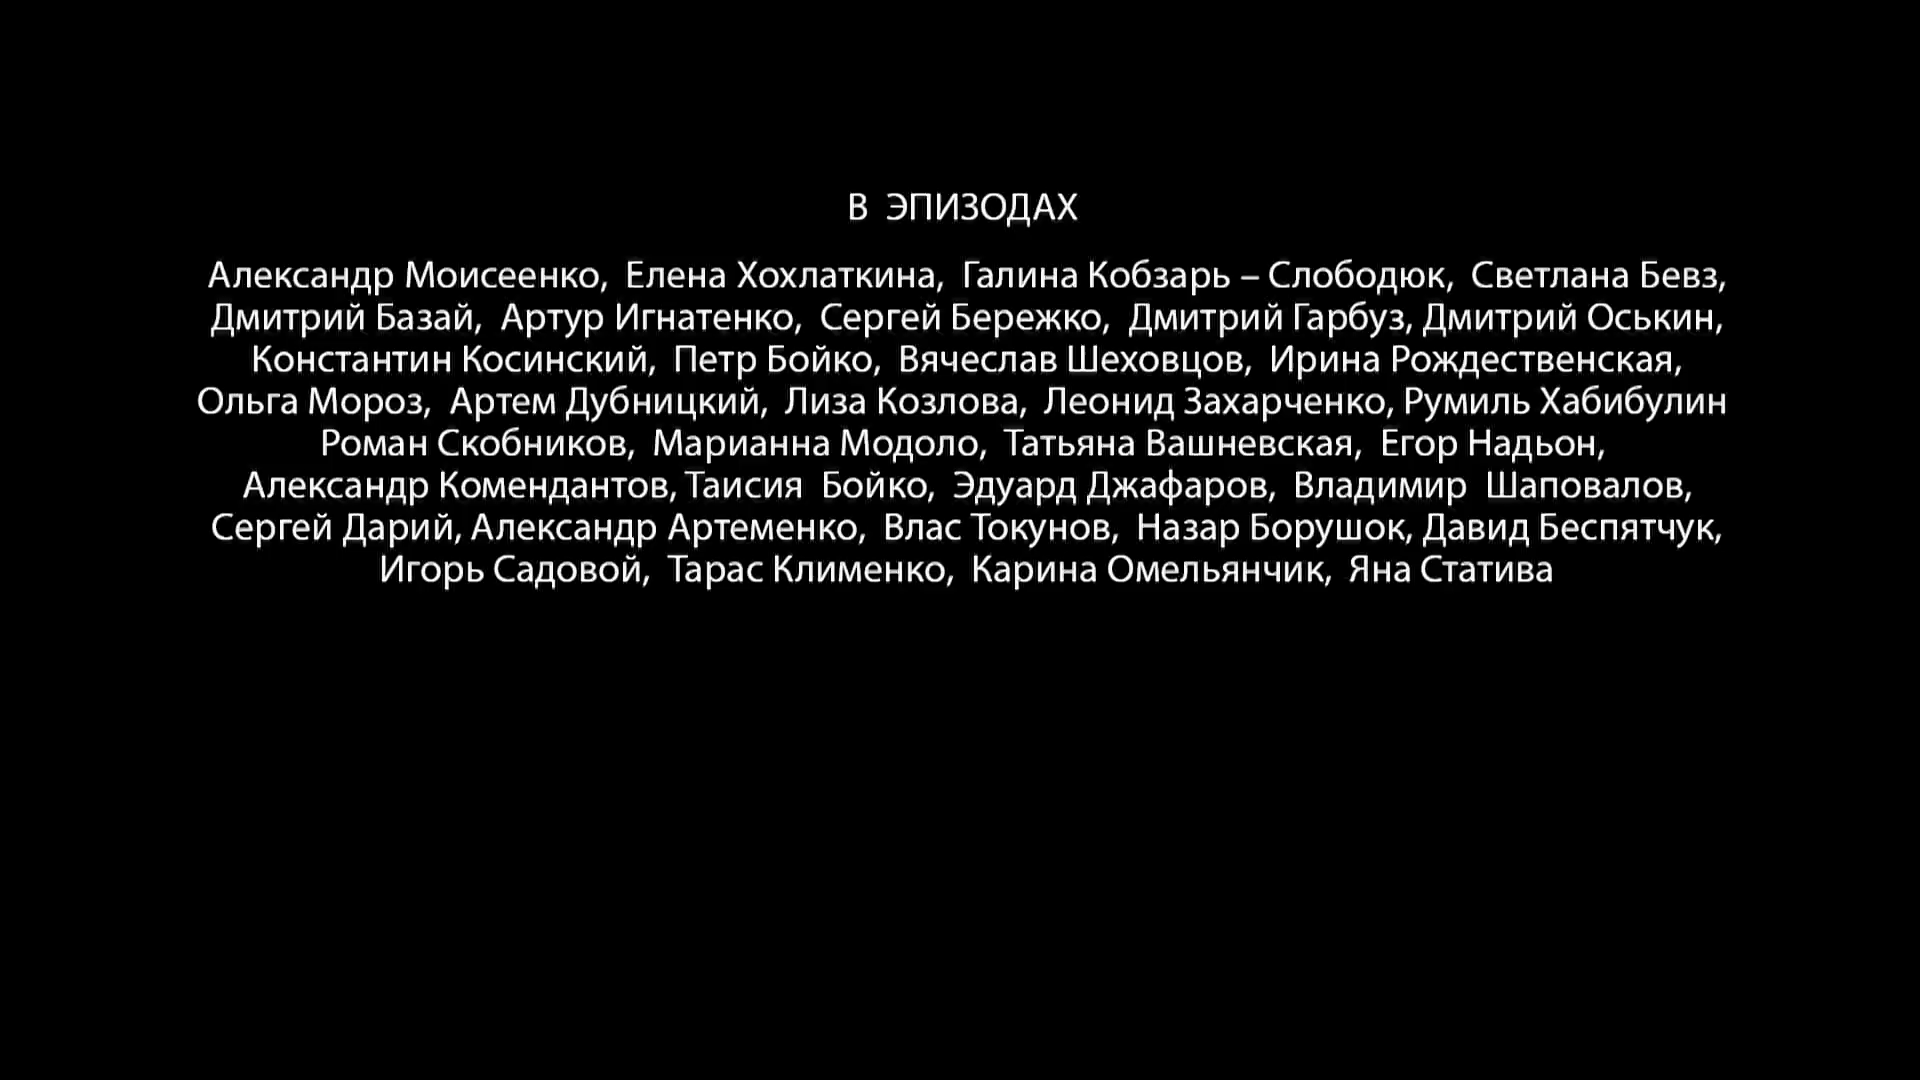 В ЭПИЗОДАХ
Александр Моисеенко, Елена Хохлаткина, Галина Кобзарь – Слободюк, Светлана Бевз,
Дмитрий Базай, Артур Игнатенко, Сергей Бережко, Дмитрий Гарбуз, Дмитрий Оськин,
Константин Косинский, Петр Бойко, Вячеслав Шеховцов, Ирина Рождественская,
Ольга Мороз, Артем Дубницкий, Лиза Козлова, Леонид Захарченко, Румиль Хабибулин
Роман Скобников, Марианна Модоло, Татьяна Вашневская, Егор Надьон,
Александр Комендантов, Таисия Бойко, Эдуард Джафаров, Владимир Шаповалов,
Сергей Дарий, Александр Артеменко, Влас Токунов, Назар Борушок, Давид Беспятчук,
Игорь Садовой, Тарас Клименко, Карина Омельянчик, Яна Статива